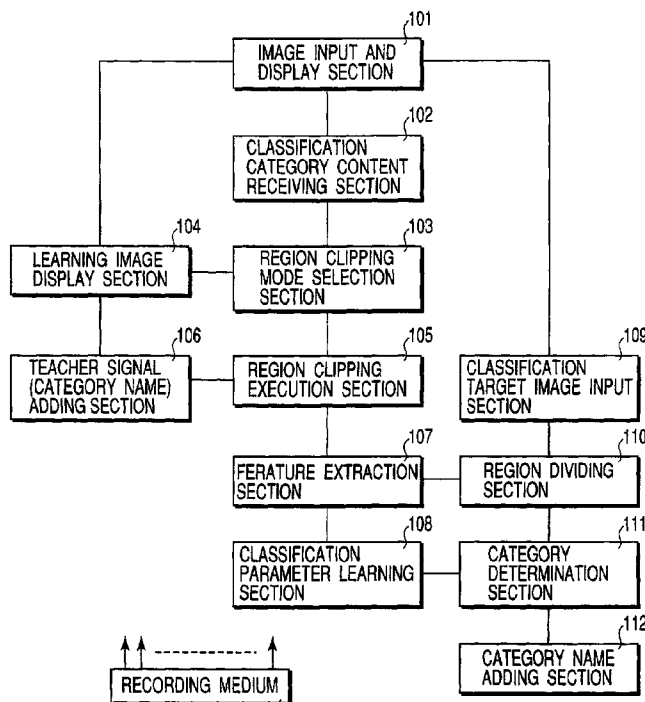 101
IMAGE INPUT AND
DISPLAY SECTION
102
CLASSIFICATION
CATEGORY CONTENT
RECEIVING SECTION
104
LEARNING IMAGE
DISPLAY SECTION
103
REGION CLIPPING
MODE SELECTION
SECTION
106
TEACHER SIGNAL
(CATEGORY NAME)
ADDING SECTION
105
REGION CLIPPING
EXECUTION SECTION
109
CLASSIFICATION
TARGET IMAGE INPUT
SECTION
107
FERATURE EXTRACTION
SECTION
110
REGION DIVIDING
SECTION
108
CLASSIFICATION
PARAMETER LEARNING
SECTION
111
CATEGORY
DETERMINATION
SECTION
112
CATEGORY NAME
ADDING SECTION
RECORDING MEDIUM